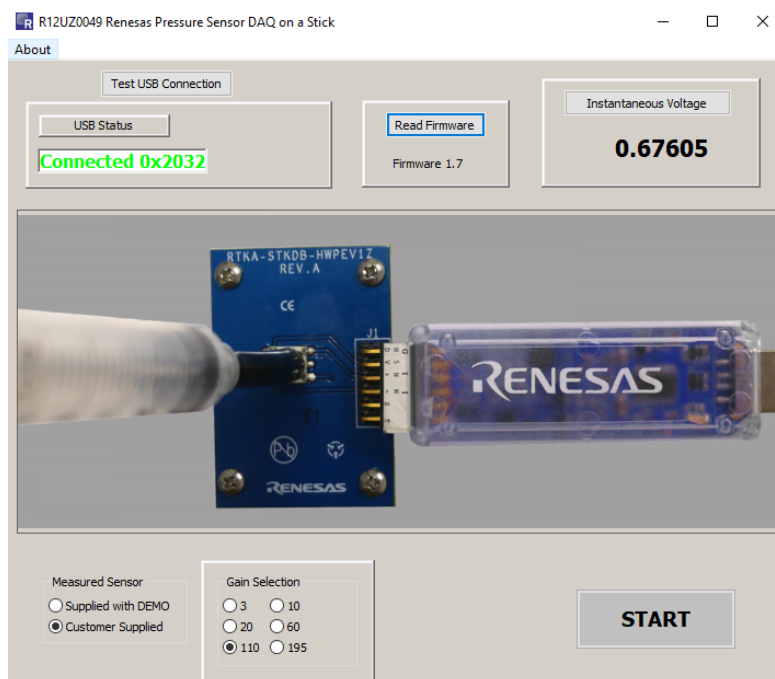 R12UZ0049 Renesas Pressure Sensor DAQ on a Stick
About
Test USB Connection
USB Status
Connected 0x2032
Read Firmware
Firmware 1.7
Instantaneous Voltage
0.67605
RTKA-STKDB-HWPEV1Z
REV.A
CE
J1
T1
Pb
RENESAS
RENESAS
Measured Sensor
Supplied with DEMO
Customer Supplied
Gain Selection
3 10
20 60
110 195
START